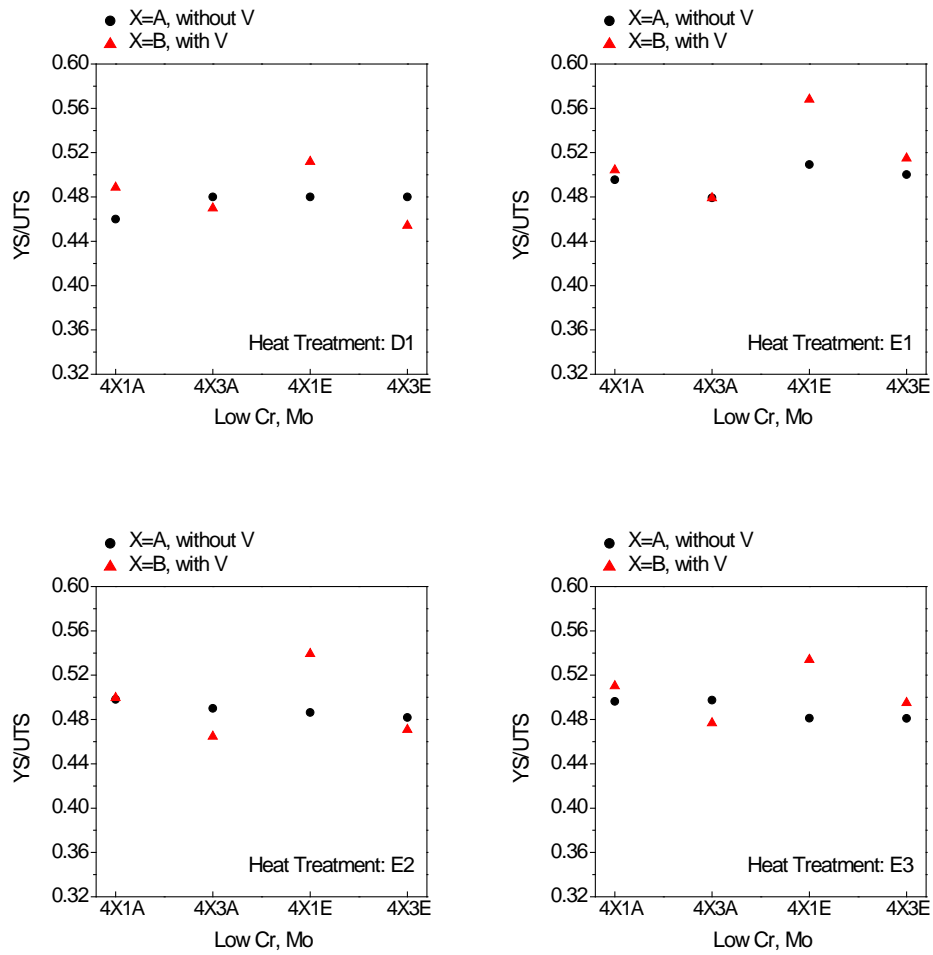 X=A, without V
X=B, with V
0.60
0.56
0.52
0.48
0.44
0.40
0.36
0.32
YS/UTS
Heat Treatment: D1
4X1A 4X3A 4X1E 4X3E
Low Cr, Mo
X=A, without V
X=B, with V
0.60
0.56
0.52
0.48
0.44
0.40
0.36
0.32
YS/UTS
Heat Treatment: E1
4X1A 4X3A 4X1E 4X3E
Low Cr, Mo
X=A, without V
X=B, with V
0.60
0.56
0.52
0.48
0.44
0.40
0.36
0.32
YS/UTS
Heat Treatment: E2
4X1A 4X3A 4X1E 4X3E
Low Cr, Mo
X=A, without V
X=B, with V
0.60
0.56
0.52
0.48
0.44
0.40
0.36
0.32
YS/UTS
Heat Treatment: E3
4X1A 4X3A 4X1E 4X3E
Low Cr, Mo